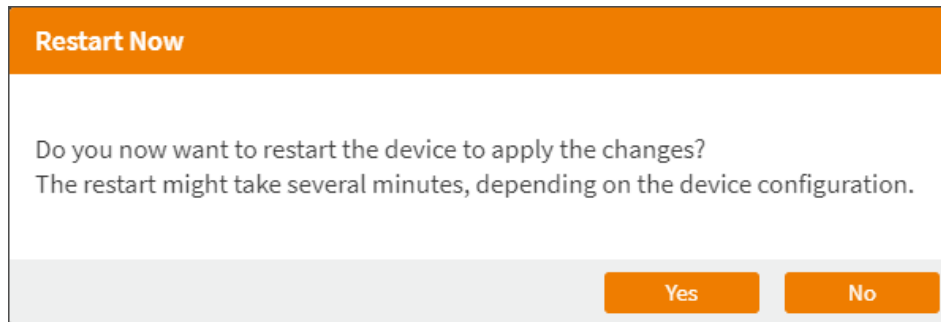 Restart Now
Do you now want to restart the device to apply the changes?
The restart might take several minutes, depending on the device configuration.
Yes
No